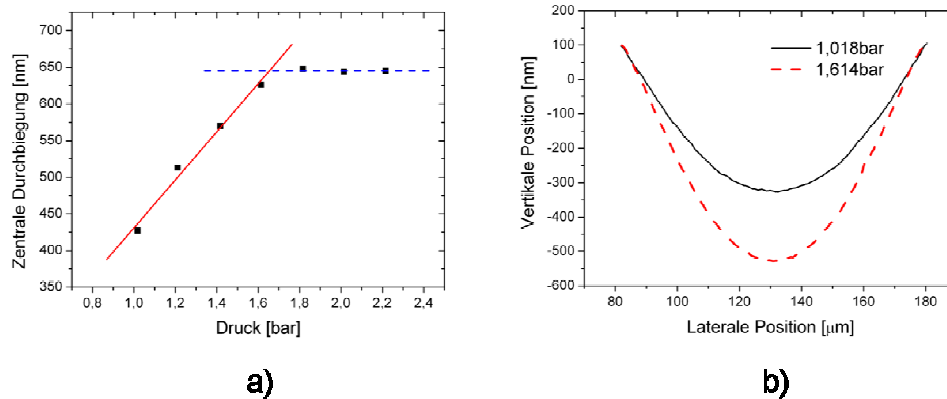 Zentrale Durchbiegung [nm]
700
650
600
550
500
450
400
350
0,8 1,0 1,2 1,4 1,6 1,8 2,0 2,2 2,4
Druck [bar]
a)
Vertikale Position [nm]
200
100
0
-100
-200
-300
-400
-500
-600
1,018bar
1,614bar
80 100 120 140 160 180
Laterale Position [µm]
b)